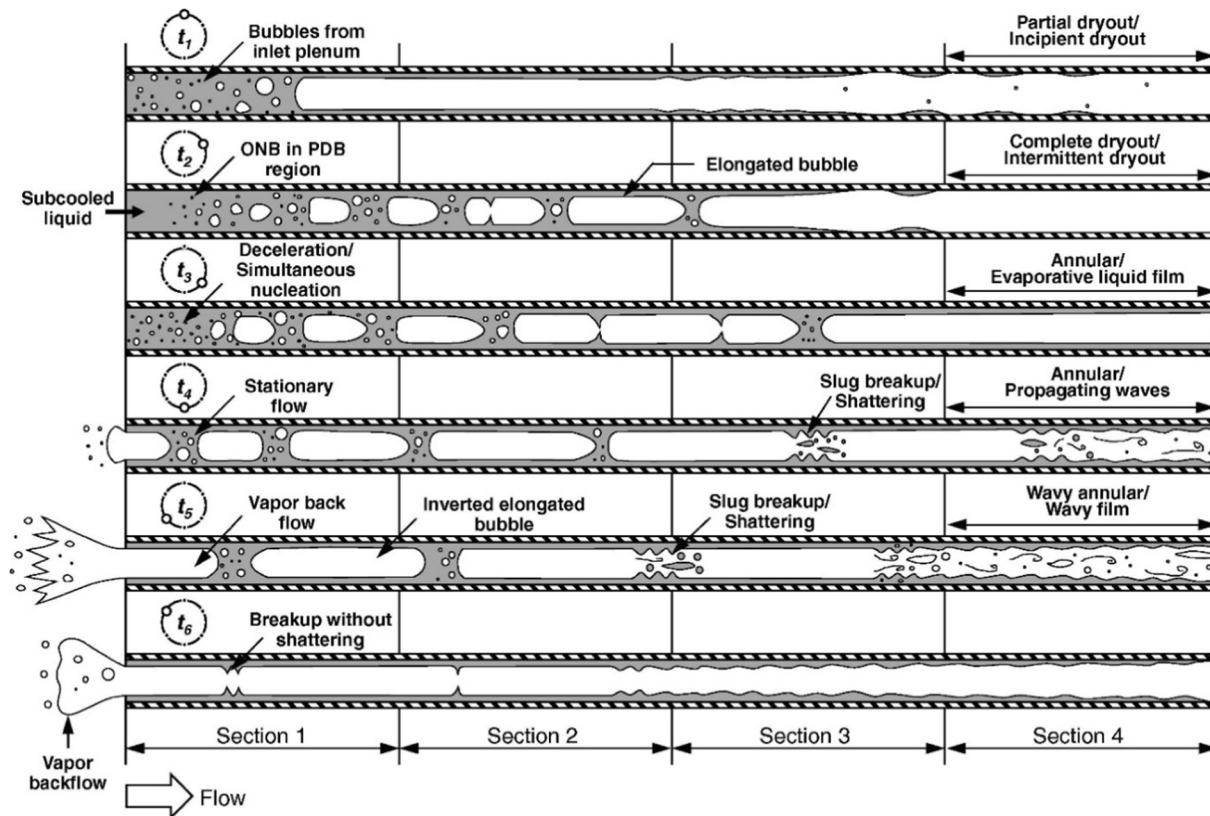 t1
Bubbles from
inlet plenum
Partial dryout/
Incipient dryout
t2
ONB in PDB
region
Elongated bubble
Complete dryout/
Intermittent dryout
Subcooled
liquid
t3
Deceleration/
Simultaneous
nucleation
Annular/
Evaporative liquid film
t4
Stationary
flow
Slug breakup/
Shattering
Annular/
Propagating waves
t5
Vapor back
flow
Inverted elongated
bubble
Slug breakup/
Shattering
Wavy annular/
Wavy film
t6
Breakup without
shattering
Vapor
backflow
Section 1
Section 2
Section 3
Section 4
Flow